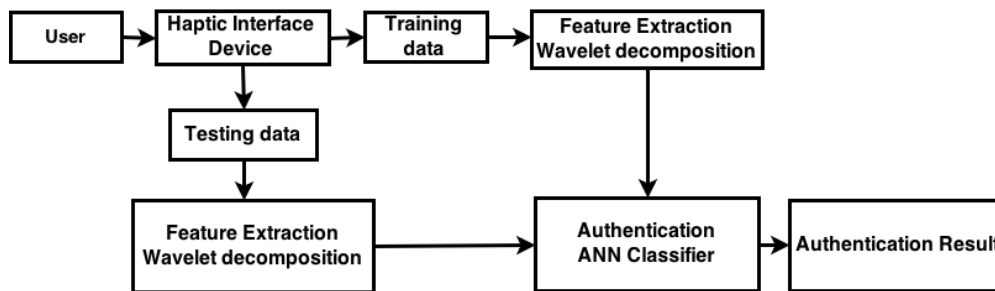 User
Haptic Interface
Device
Training
data
Feature Extraction
Wavelet decomposition
Testing data
Feature Extraction
Wavelet decomposition
Authentication
ANN Classifier
Authentication Result